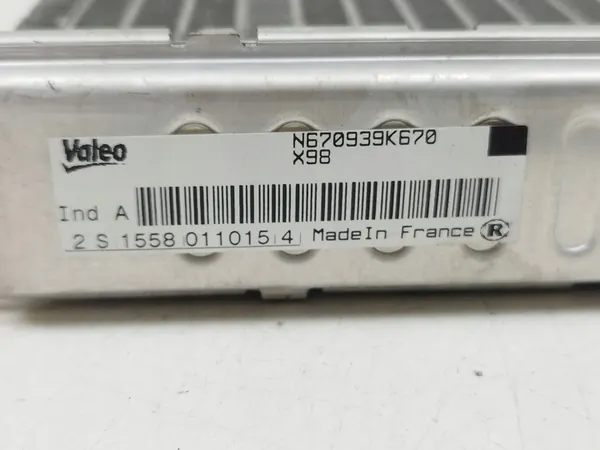 Valeo
N670939K670
X98
Ind A
2 S 1558 011015 4 MadeIn France R